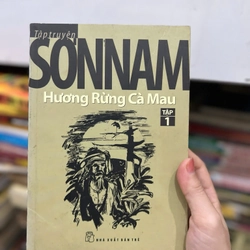 Tập truyện
SƠN NAM
Hương Rừng Cà Mau
TẬP
1
NHÀ XUẤT BẢN TRẺ